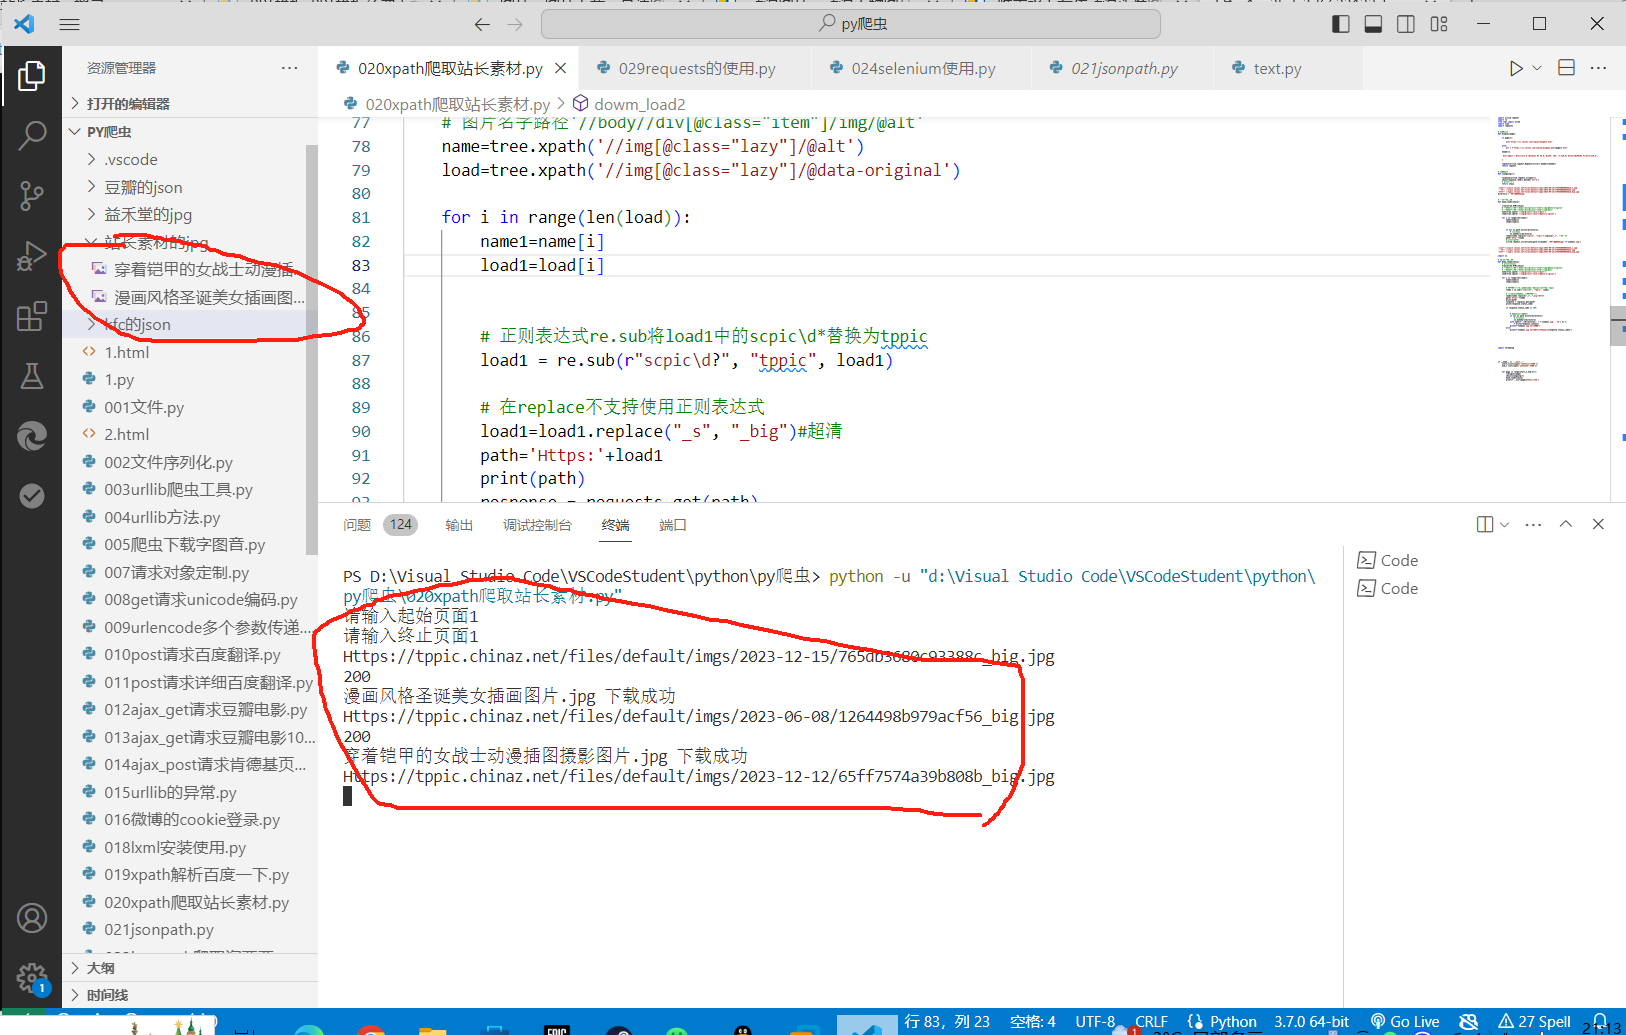 py爬虫
资源管理器
020xpath爬取站长素材.py
029requests的使用.py
024selenium使用.py
021jsonpath.py
text.py
打开的编辑器
020xpath爬取站长素材.py > dowm_load2
PY爬虫
.vscode
豆瓣的json
益禾堂的jpg
站长素材的jpg
穿着铠甲的女战士动漫插
漫画风格圣诞美女插画图...
kfc的json
1.html
1.py
001文件.py
2.html
002文件序列化.py
003urllib爬虫工具.py
004urllib方法.py
005爬虫下载字图音.py
007请求对象定制.py
008get请求unicode编码.py
009urlencode多个参数传递...
010post请求百度翻译.py
011post请求详细百度翻译.py
012ajax_get请求豆瓣电影.py
013ajax_get请求豆瓣电影10...
014ajax_post请求肯德基页...
015urllib的异常.py
016微博的cookie登录.py
018lxml安装使用.py
019xpath解析百度一下.py
020xpath爬取站长素材.py
021jsonpath.py
大纲
时间线
77 # 图片名字路径'//body//div[@class="item"]/img/@alt'
78 name=tree.xpath('//img[@class="lazy"]/@alt')
79 load=tree.xpath('//img[@class="lazy"]/@data-original')
80
81 for i in range(len(load)):
82 name1=name[i]
83 load1=load[i]
84
85
86 # 正则表达式re.sub将load1中的scpic\d*替换为tppic
87 load1 = re.sub(r"scpic\d?", "tppic", load1)
88
89 # 在replace不支持使用正则表达式
90 load1=load1.replace("_s", "_big")#超清
91 path='Https:'+load1
92 print(path)
93 response = requests.get(path)
问题 124 输出 调试控制台 终端 端口
PS D:\Visual Studio Code\VSCodeStudent\python\py爬虫> python -u "d:\Visual Studio Code\VSCodeStudent\python\
py爬虫\020xpath爬取站长素材.py"
请输入起始页面1
请输入终止页面1
Https://tppic.chinaz.net/files/default/imgs/2023-12-15/765db3680c93388c_big.jpg
200
漫画风格圣诞美女插画图片.jpg 下载成功
Https://tppic.chinaz.net/files/default/imgs/2023-06-08/1264498b979acf56_big.jpg
200
穿着铠甲的女战士动漫插图摄影图片.jpg 下载成功
Https://tppic.chinaz.net/files/default/imgs/2023-12-12/65ff7574a39b808b_big.jpg
Code
Code
1
行 83，列 23 空格: 4 UTF-8 CRLF Python 3.7.0 64-bit Go Live 27 Spell
21:13